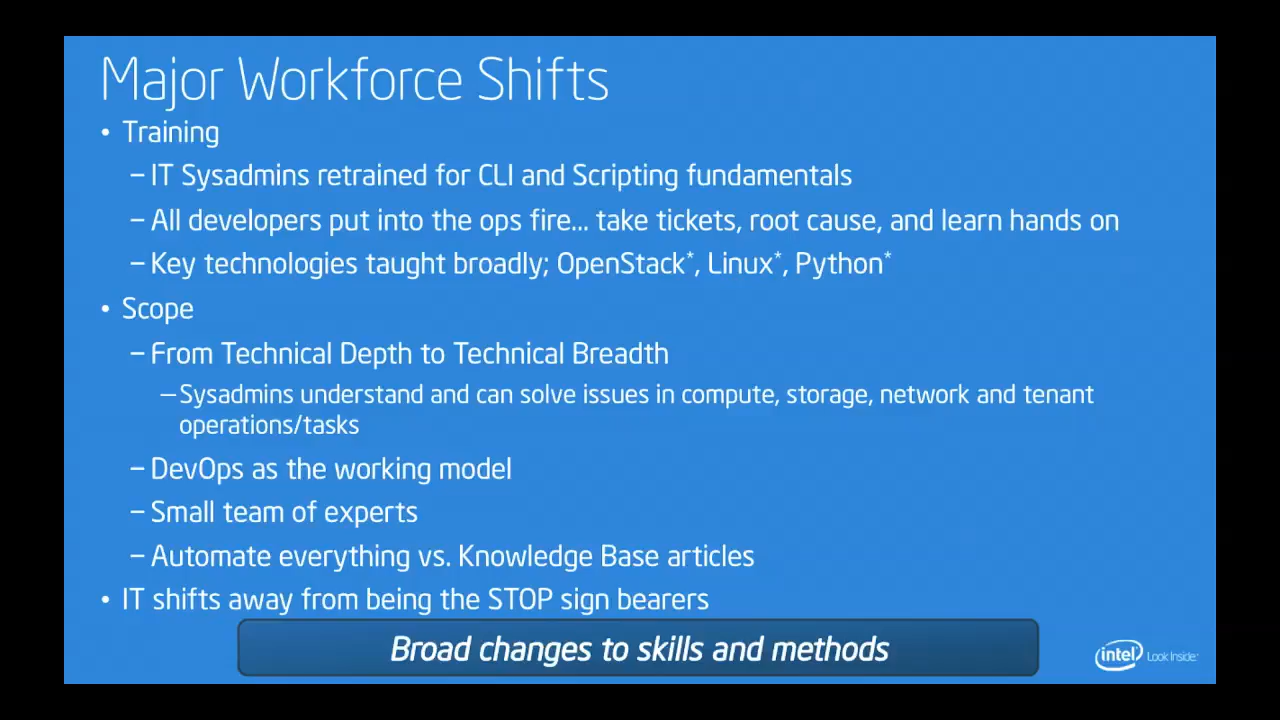 Major Workforce Shifts
• Training
– IT Sysadmins retrained for CLI and Scripting fundamentals
– All developers put into the ops fire... take tickets, root cause, and learn hands on
– Key technologies taught broadly; OpenStack*, Linux*, Python*
• Scope
– From Technical Depth to Technical Breadth
– Sysadmins understand and can solve issues in compute, storage, network and tenant
operations/tasks
– DevOps as the working model
– Small team of experts
– Automate everything vs. Knowledge Base articles
• IT shifts away from being the STOP sign bearers
Broad changes to skills and methods
intel Look Inside.™